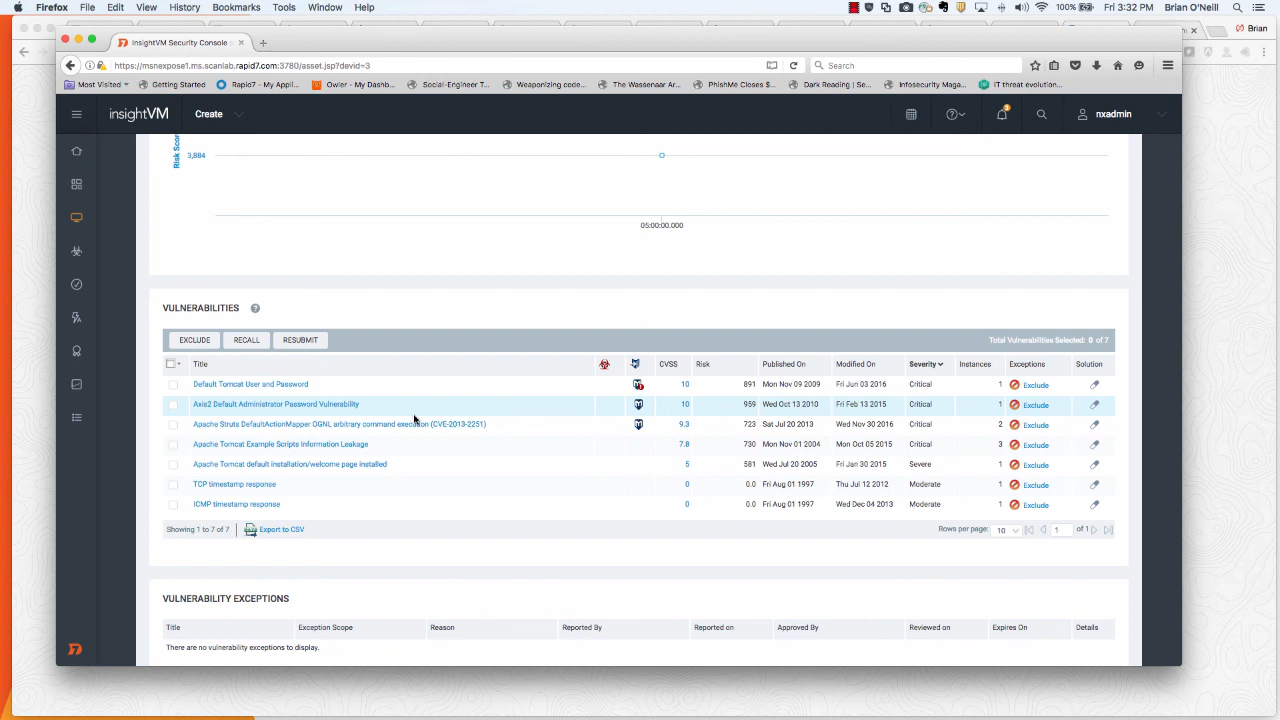 Firefox File Edit View History Bookmarks Tools Window Help 100% Fri 3:32 PM Brian O'Neill
InsightVM Security Console ::
Brian
https://msnexpose1.ms.scanlab.rapid7.com:3780/asset.jsp?devid=3 Search
Most Visited Getting Started Rapid7 - My Appli... Owler - My Dashb... Social-Engineer T... Weaponizing code... The Wassenaar Ar... PhishMe Closes $... Dark Reading | Se... Infosecurity Maga... IT threat evolution...
insightVM Create nxadmin
Risk Scor
3,884
05:00:00.000
VULNERABILITIES
EXCLUDE RECALL RESUBMIT Total Vulnerabilities Selected: 0 of 7
Title CVSS Risk Published On Modified On Severity Instances Exceptions Solution
Default Tomcat User and Password 10 891 Mon Nov 09 2009 Fri Jun 03 2016 Critical 1 Exclude
Axis2 Default Administrator Password Vulnerability 10 959 Wed Oct 13 2010 Fri Feb 13 2015 Critical 1 Exclude
Apache Struts DefaultActionMapper OGNL arbitrary command execution (CVE-2013-2251) 9.3 723 Sat Jul 20 2013 Wed Nov 30 2016 Critical 2 Exclude
Apache Tomcat Example Scripts Information Leakage 7.8 730 Mon Nov 01 2004 Mon Oct 05 2015 Critical 3 Exclude
Apache Tomcat default installation/welcome page installed 5 581 Wed Jul 20 2005 Fri Jan 30 2015 Severe 1 Exclude
TCP timestamp response 0 0.0 Fri Aug 01 1997 Thu Jul 12 2012 Moderate 1 Exclude
ICMP timestamp response 0 0.0 Fri Aug 01 1997 Wed Dec 04 2013 Moderate 1 Exclude
Showing 1 to 7 of 7 Export to CSV Rows per page: 10 1 of 1
VULNERABILITY EXCEPTIONS
Title Exception Scope Reason Reported By Reported on Approved By Reviewed on Expires On Details
There are no vulnerability exceptions to display.